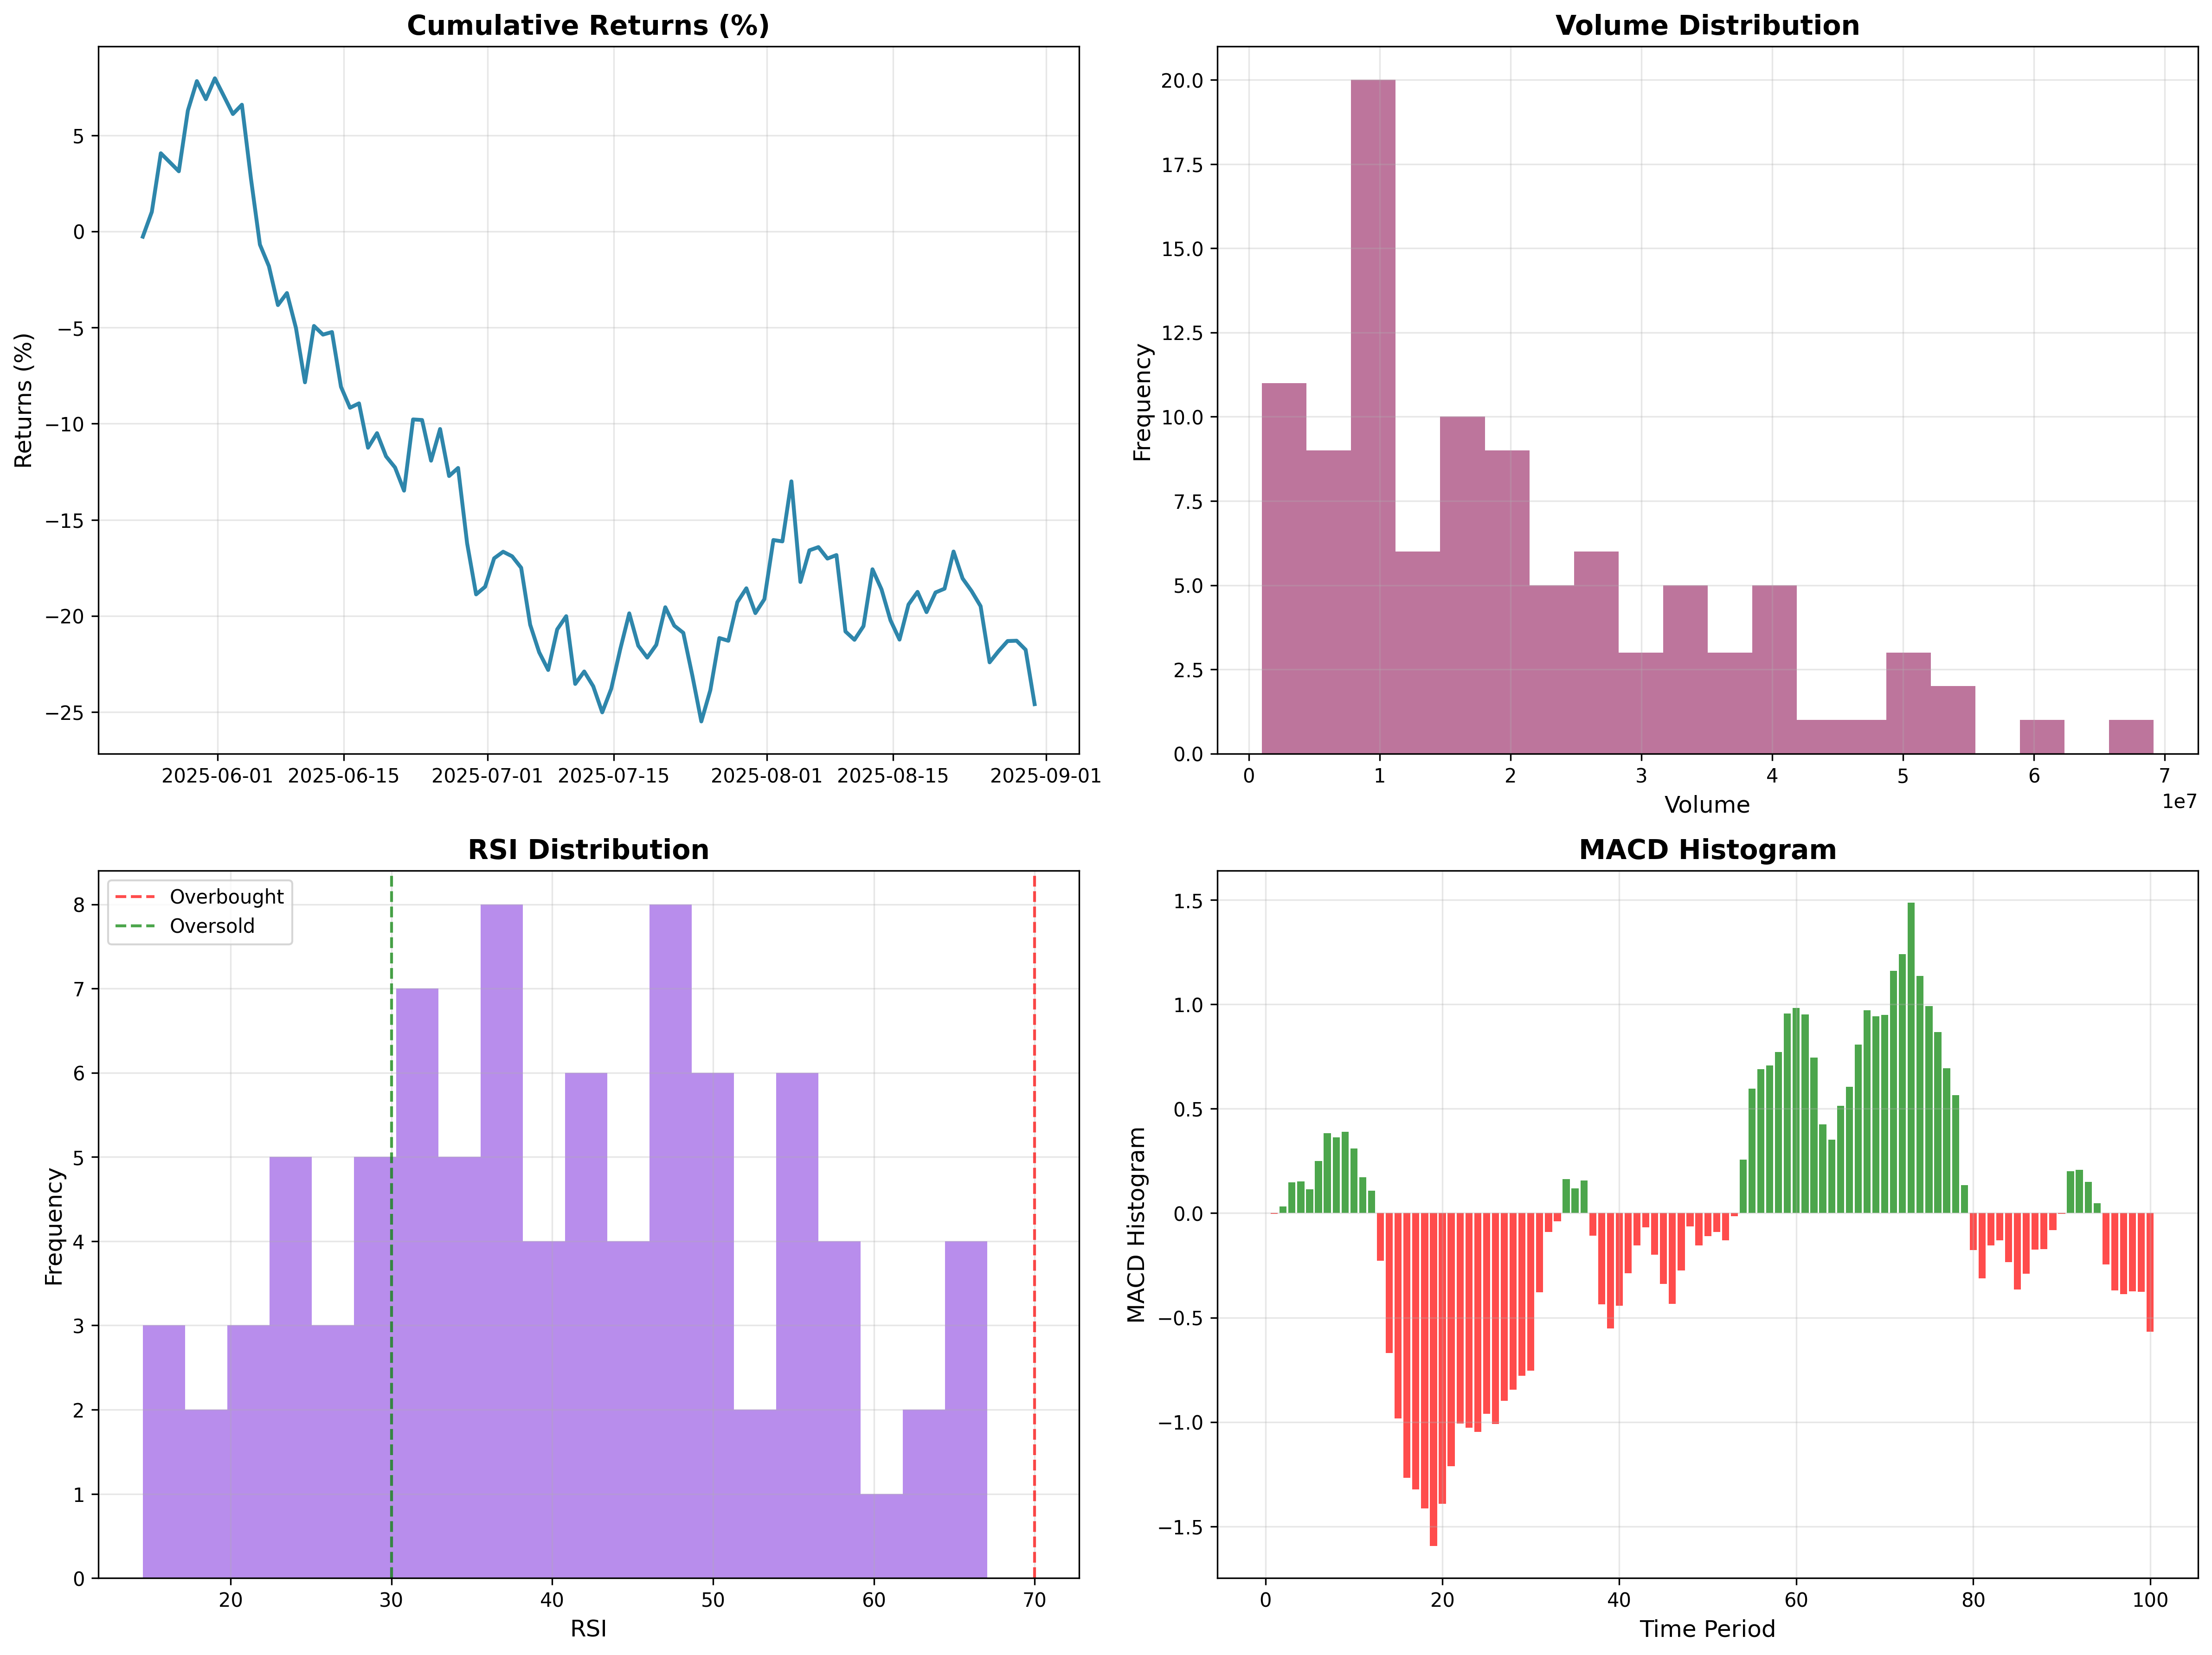 Cumulative Returns (%)
Returns (%)
5
0
−5
−10
−15
−20
−25
2025-06-01 2025-06-15 2025-07-01 2025-07-15 2025-08-01 2025-08-15 2025-09-01
Volume Distribution
Frequency
20.0
17.5
15.0
12.5
10.0
7.5
5.0
2.5
0.0
0 1 2 3 4 5 6 7
1e7
Volume
RSI Distribution
Overbought
Oversold
Frequency
8
7
6
5
4
3
2
1
0
20 30 40 50 60 70
RSI
MACD Histogram
MACD Histogram
1.5
1.0
0.5
0.0
−0.5
−1.0
−1.5
0 20 40 60 80 100
Time Period